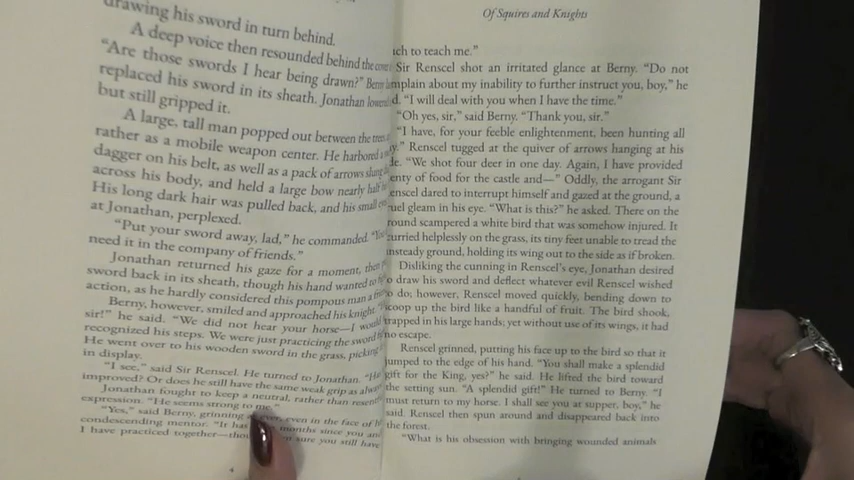 drawing his sword in turn behind.
A deep voice then resounded behind the
"Are those swords I hear being drawn?" Berny
replaced his sword in its sheath. Jonathan
but still gripped it.
A large, tall man popped out between the trees,
rather as a mobile weapon center. He harbored a
dagger on his belt, as well as a pack of arrows slung
across his body, and held a large bow nearly half
His long dark hair was pulled back, and his small
at Jonathan, perplexed.
"Put your sword away, lad," he commanded.
need it in the company of friends."
Jonathan returned his gaze for a moment, then
sword back in its sheath, though his hand wanted to
action, as he hardly considered this pompous man a
Berny, however, smiled and approached his knight.
sir!" he said. "We did not hear your horse—I
recognized his steps. We were just practicing the sword
He went over to his wooden sword in the grass, picking
in display.
"I see," said Sir Renscel. He turned to Jonathan.
improved? Or does he still have the same weak grip as
Jonathan fought to keep a neutral, rather than
expression. "He seems strong to me."
"Yes," said Berny, grinning even in the face of
condescending mentor. "It has months since you and
I have practiced sure you still have
4
Of Squires and Knights
to teach me."
Sir Renscel shot an irritated glance at Berny. "Do not
about my inability to further instruct you, boy," he
"I will deal with you when I have the time."
"Oh yes, sir," said Berny. "Thank you, sir."
"I have, for your feeble enlightenment, been hunting all
Renscel tugged at the quiver of arrows hanging at his
"We shot four deer in one day. Again, I have provided
of food for the castle and—" Oddly, the arrogant Sir
Renscel dared to interrupt himself and gazed at the ground, a
gleam in his eye. "What is this?" he asked. There on the
ground scampered a white bird that was somehow injured. It
helplessly on the grass, its tiny feet unable to tread the
unsteady ground, holding its wing out to the side as if broken.
Disliking the cunning in Renscel's eye, Jonathan desired
to draw his sword and deflect whatever evil Renscel wished
to do, however, Renscel moved quickly, bending down to
scoop up the bird like a handful of fruit. The bird shook,
trapped in his large hands; yet without use of its wings, it had
no escape.
Renscel grinned, putting his face up to the bird so that it
jumped to the edge of his hand. "You shall make a splendid
gift for the King, yes?" he said. He lifted the bird toward
the setting sun. "A splendid gift!" He turned to Berny. "I
must return to my horse. I shall see you at supper, boy," he
said. Renscel then spun around and disappeared back into
the forest.
"What is his obsession with bringing wounded animals